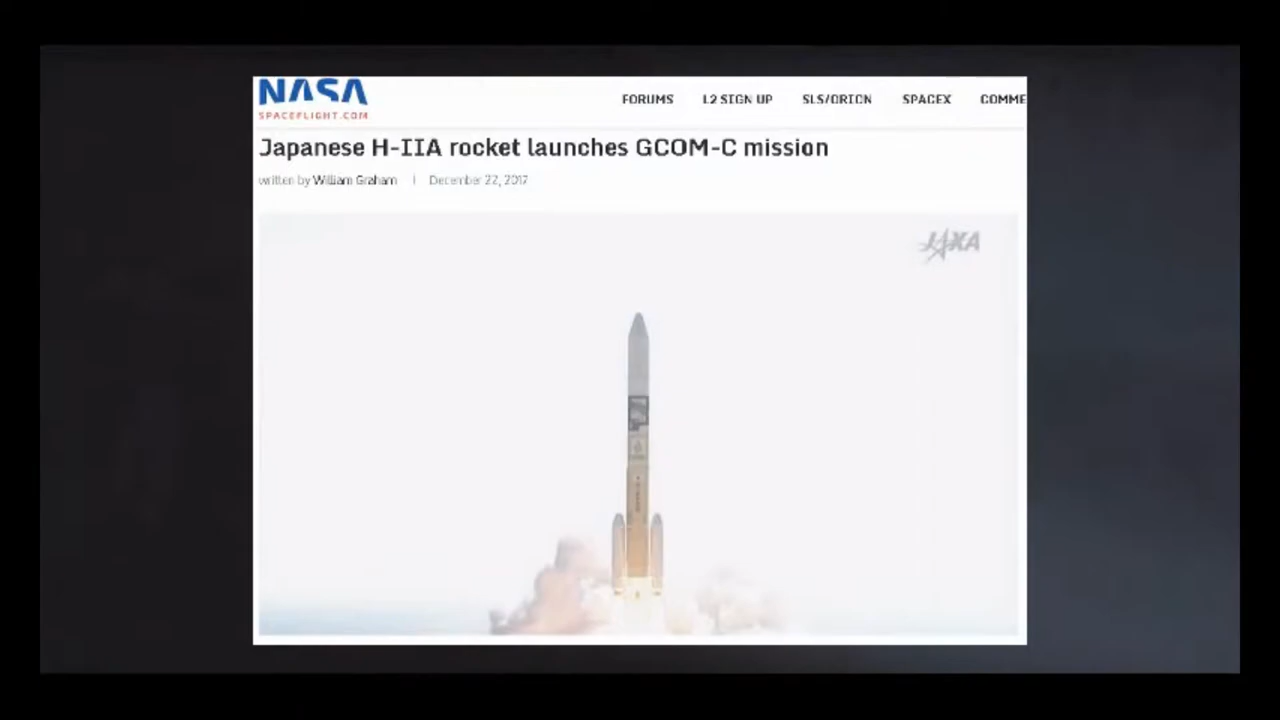 NASA
SPACEFLIGHT.COM
FORUMS L2 SIGN UP SLS/ORION SPACEX COMME
Japanese H-IIA rocket launches GCOM-C mission
written by William Graham | December 22, 2017
JAXA